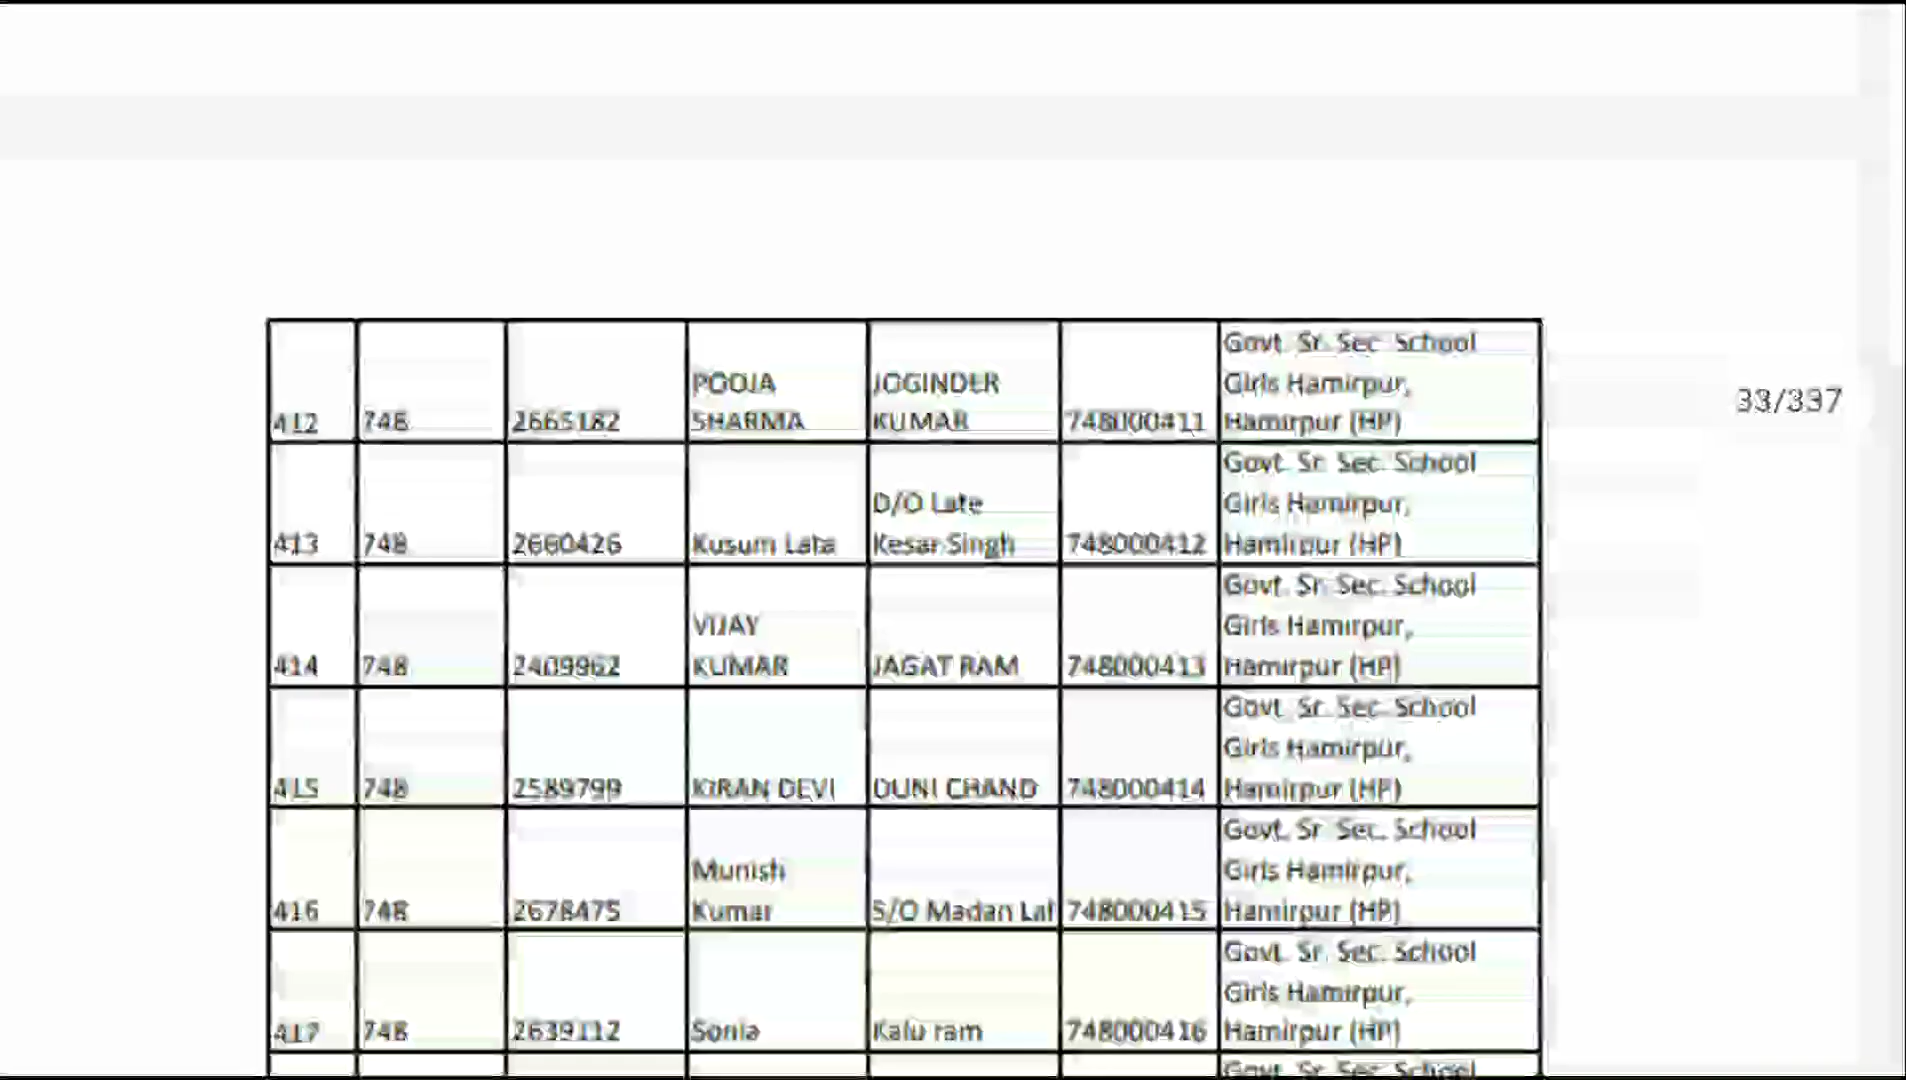 Govt. Sr. Sec. School
POOJA JOGINDER Girls Hamirpur,
412 748 2665182 SHARMA KUMAR 748000411 Hamirpur (HP)
33/337
Govt. Sr. Sec. School
D/O Late Girls Hamirpur,
413 748 2660426 Kusum Lata Kesar Singh 748000412 Hamirpur (HP)
Govt. Sr. Sec. School
VIJAY Girls Hamirpur,
414 748 2409962 KUMAR JAGAT RAM 748000413 Hamirpur (HP)
Govt. Sr. Sec. School
Girls Hamirpur,
415 748 2589799 KIRAN DEVI DUNI CHAND 748000414 Hamirpur (HP)
Govt. Sr. Sec. School
Munish Girls Hamirpur,
416 748 2678475 Kumar S/O Madan Lal 748000415 Hamirpur (HP)
Govt. Sr. Sec. School
Girls Hamirpur,
417 748 2639112 Sonia Kalu ram 748000416 Hamirpur (HP)
Govt. Sr. Sec. School